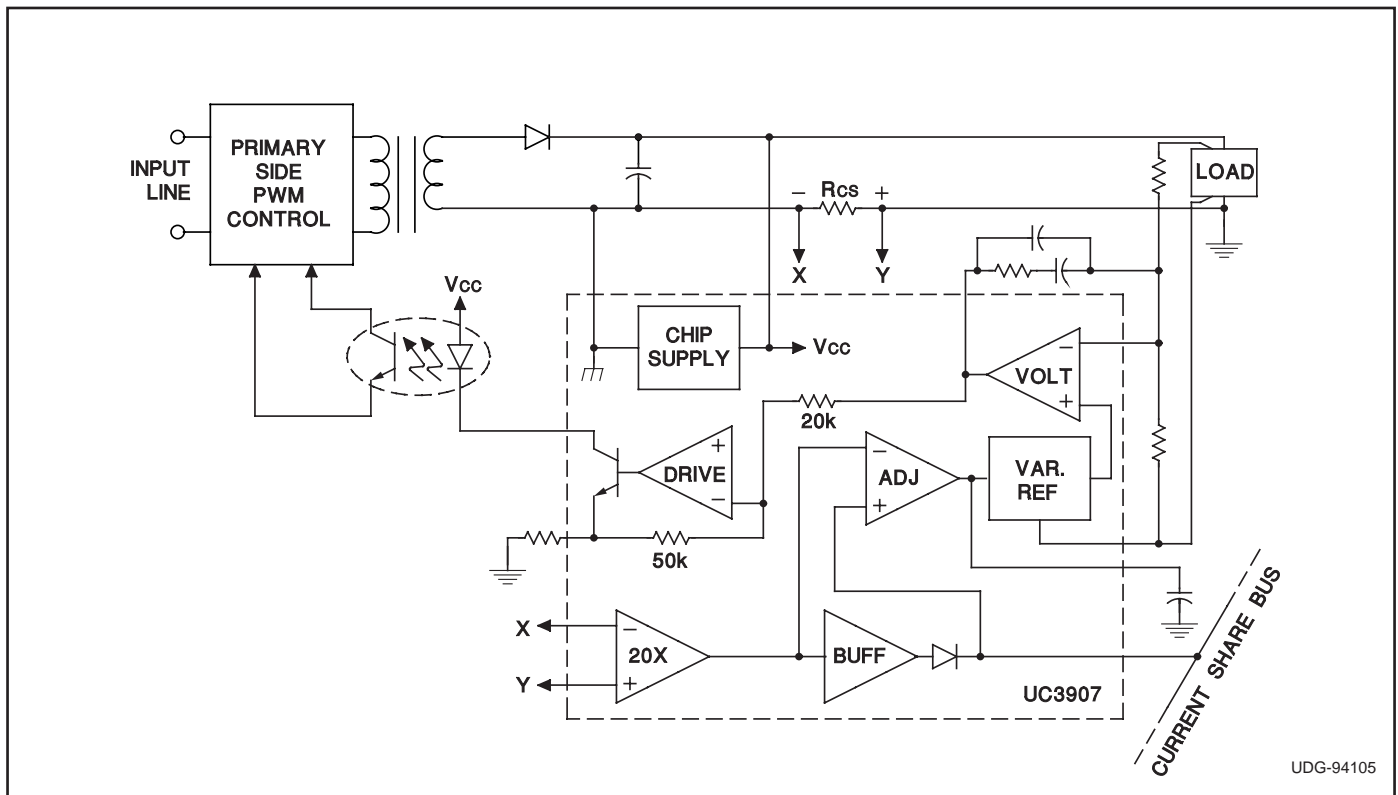 INPUT
LINE
PRIMARY
SIDE
PWM
CONTROL
− RCS +
X
Y
LOAD
VCC
CHIP
SUPPLY
VCC
−
VOLT
+
20k
+
DRIVE
−
−
ADJ
+
VAR.
REF
50k
X
−
20X
Y
+
BUFF
UC3907
CURRENT SHARE BUS
UDG-94105